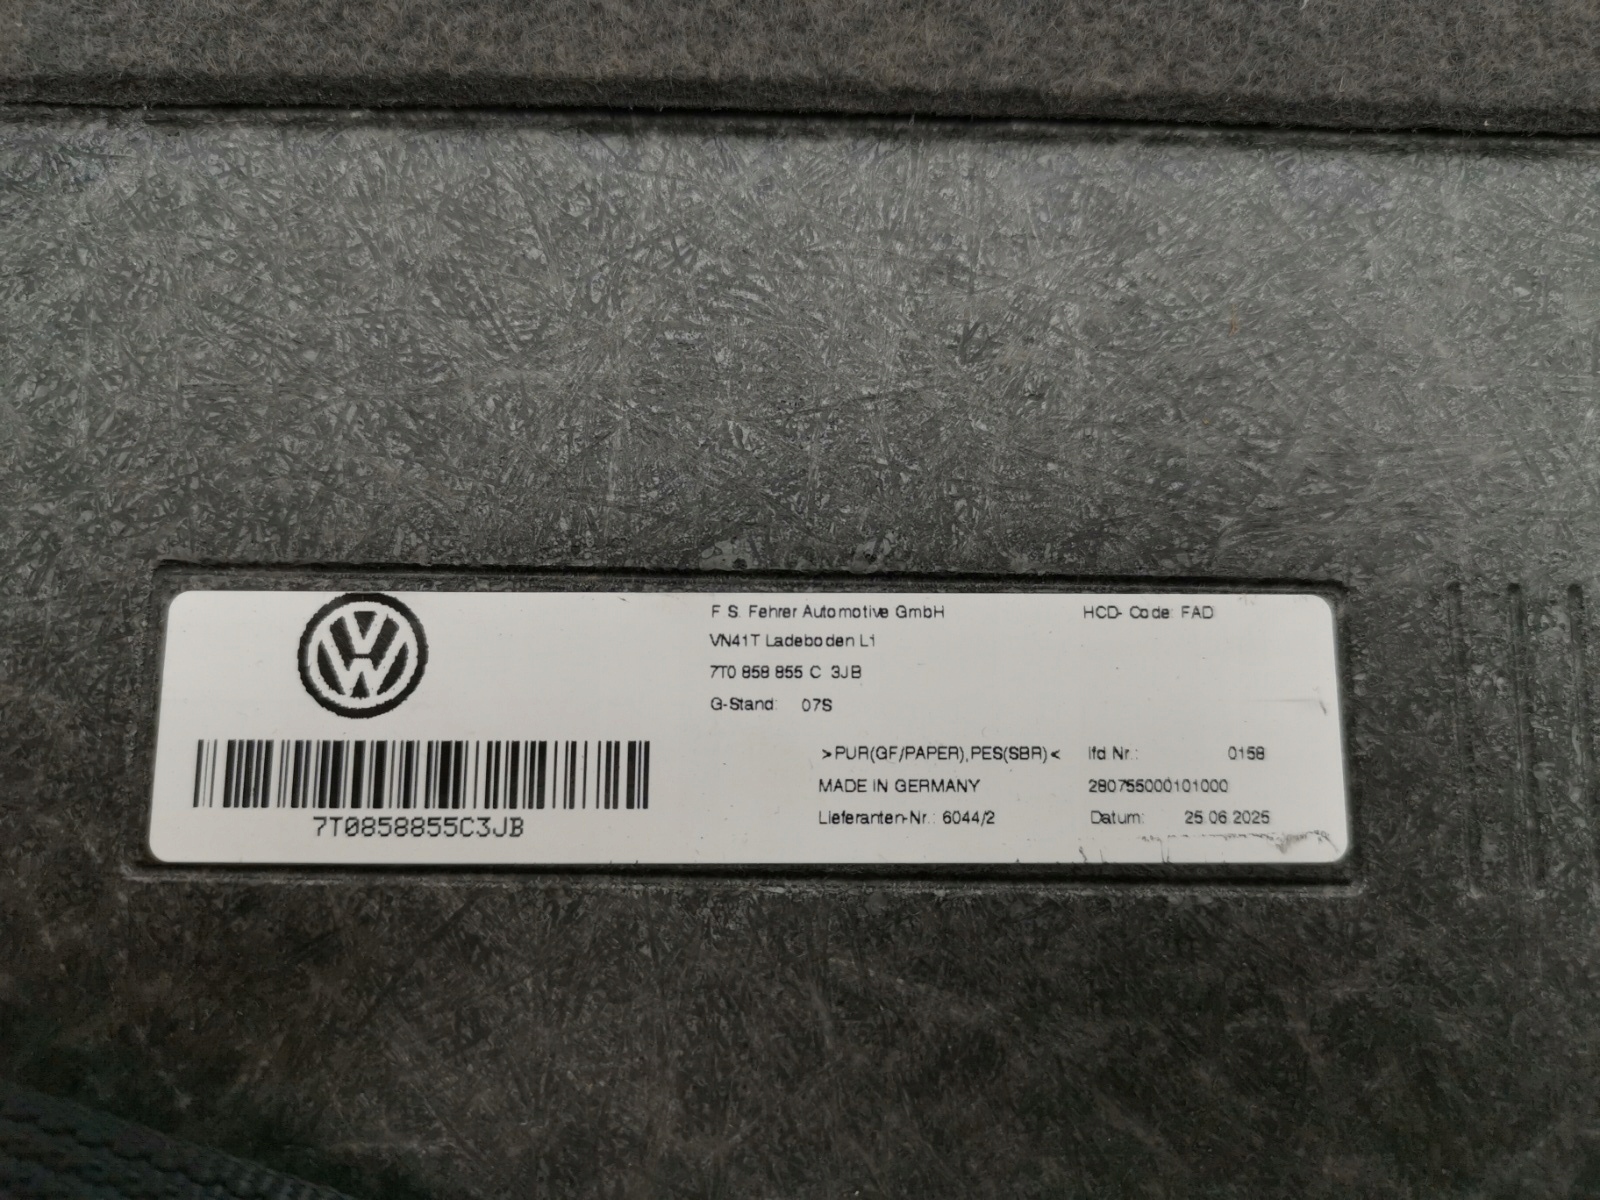 F.S. Fehrer Automotive GmbH
HCD- Code: FAD
VN41T Ladeboden L1
7T0 858 855 C 3JB
G-Stand: 07S
>PUR(GF/PAPER),PES(SBR)<
lfd Nr.: 0158
MADE IN GERMANY
280755000101000
Lieferanten-Nr.: 6044/2
Datum: 25.06.2025
7T0858855C3JB